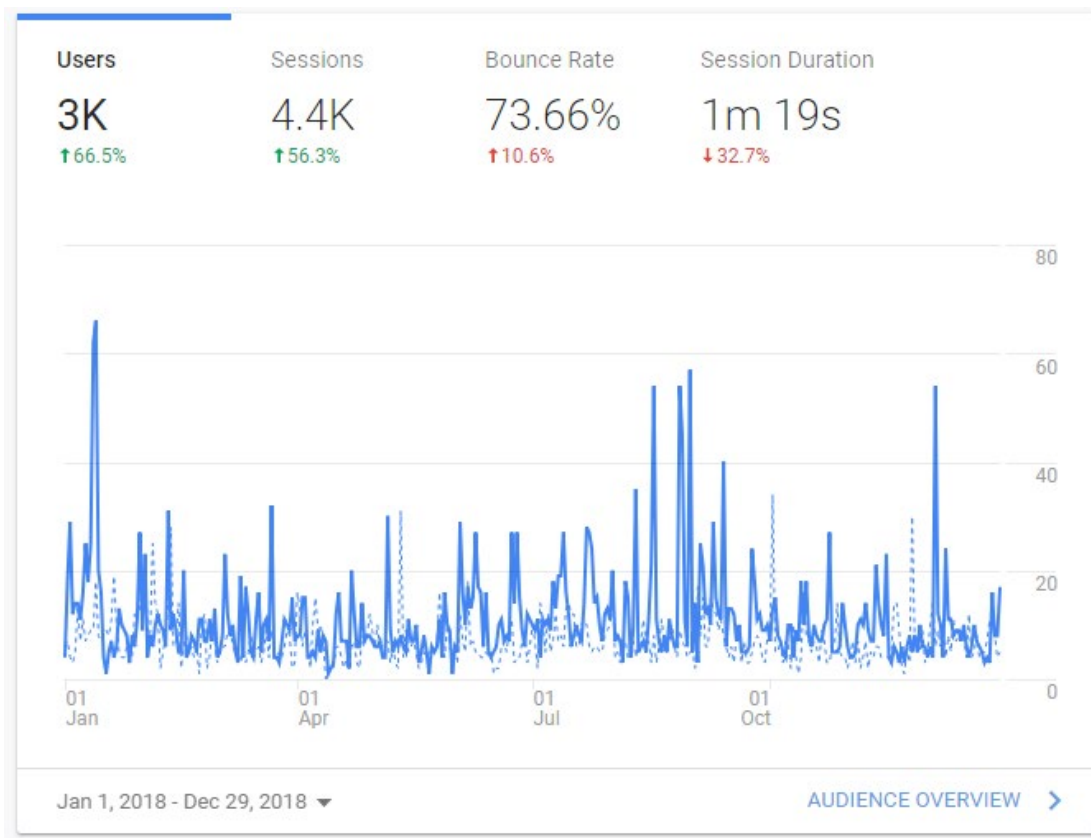 Users Sessions Bounce Rate Session Duration
3K 4.4K 73.66% 1m 19s
↑66.5% ↑56.3% ↑10.6% ↓32.7%
80
60
40
20
0
01 01 01 01
Jan Apr Jul Oct
Jan 1, 2018 - Dec 29, 2018 AUDIENCE OVERVIEW